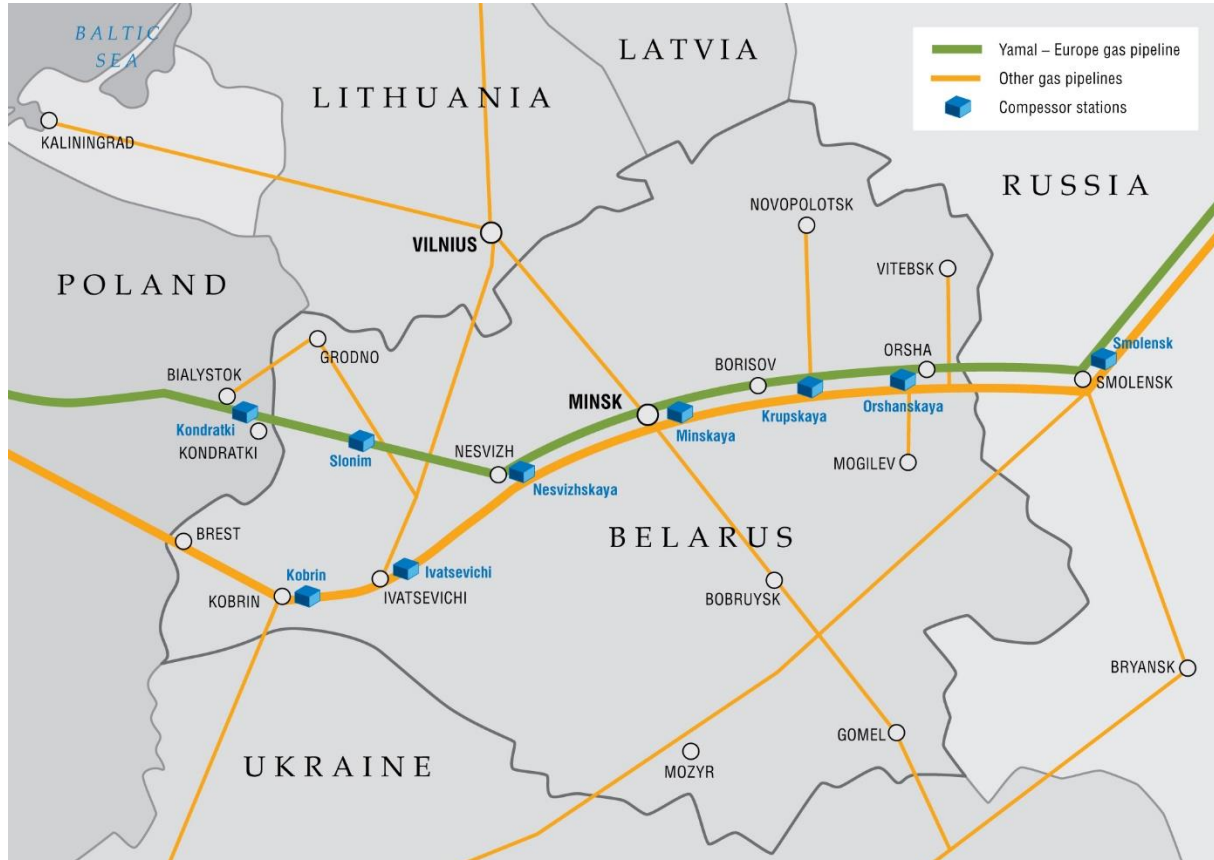 BALTIC
SEA
LATVIA
LITHUANIA
Yamal – Europe gas pipeline
Other gas pipelines
Compessor stations
KALININGRAD
RUSSIA
NOVOPOLOTSK
VILNIUS
VITEBSK
POLAND
GRODNO
BIALYSTOK
BORISOV
ORSHA
Smolensk
SMOLENSK
MINSK
Kondratki
Minskaya
Krupskaya
Orshanskaya
KONDRATKI
Slonim
NESVIZH
MOGILEV
Nesvizhskaya
BREST
BELARUS
Kobrin
Ivatsevichi
KOBRIN
IVATSEVICHI
BOBRUYSK
BRYANSK
GOMEL
UKRAINE
MOZYR